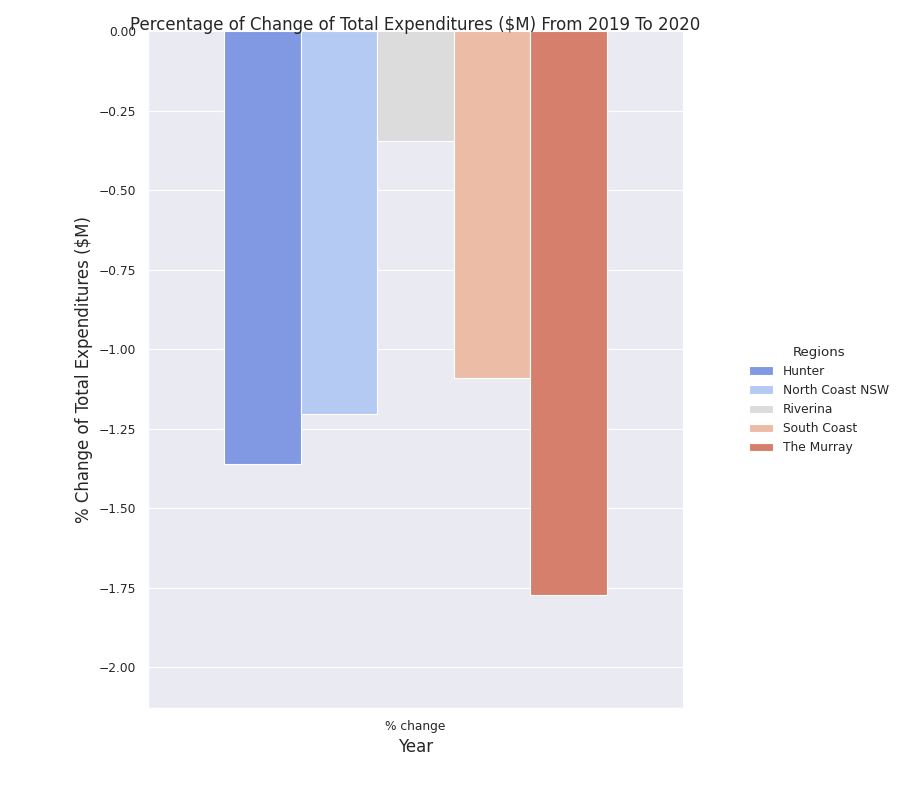 Percentage of Change of Total Expenditures ($M) From 2019 To 2020
% Change of Total Expenditures ($M)
0.00
−0.25
−0.50
−0.75
−1.00
−1.25
−1.50
−1.75
−2.00
% change
Year
Regions
Hunter
North Coast NSW
Riverina
South Coast
The Murray